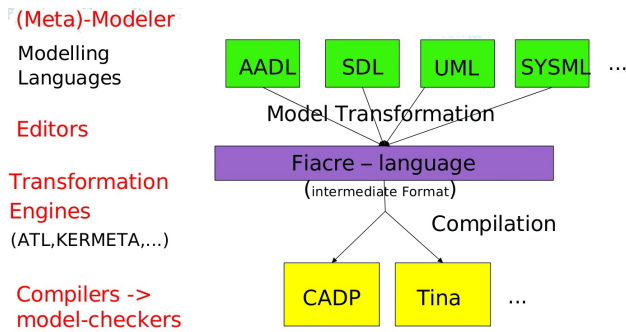 (Meta)-Modeler
Modelling
Languages
AADL
SDL
UML
SYSML
...
Model Transformation
Editors
Fiacre – language
(intermediate Format)
Transformation
Engines
(ATL,KERMETA,...)
Compilation
Compilers ->
model-checkers
CADP
Tina
...